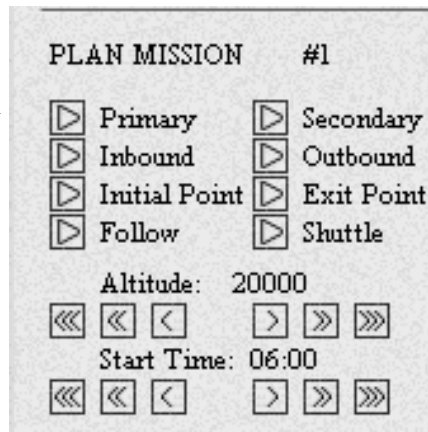 PLAN MISSION #1
Primary Secondary
Inbound Outbound
Initial Point Exit Point
Follow Shuttle
Altitude: 20000
Start Time: 06:00